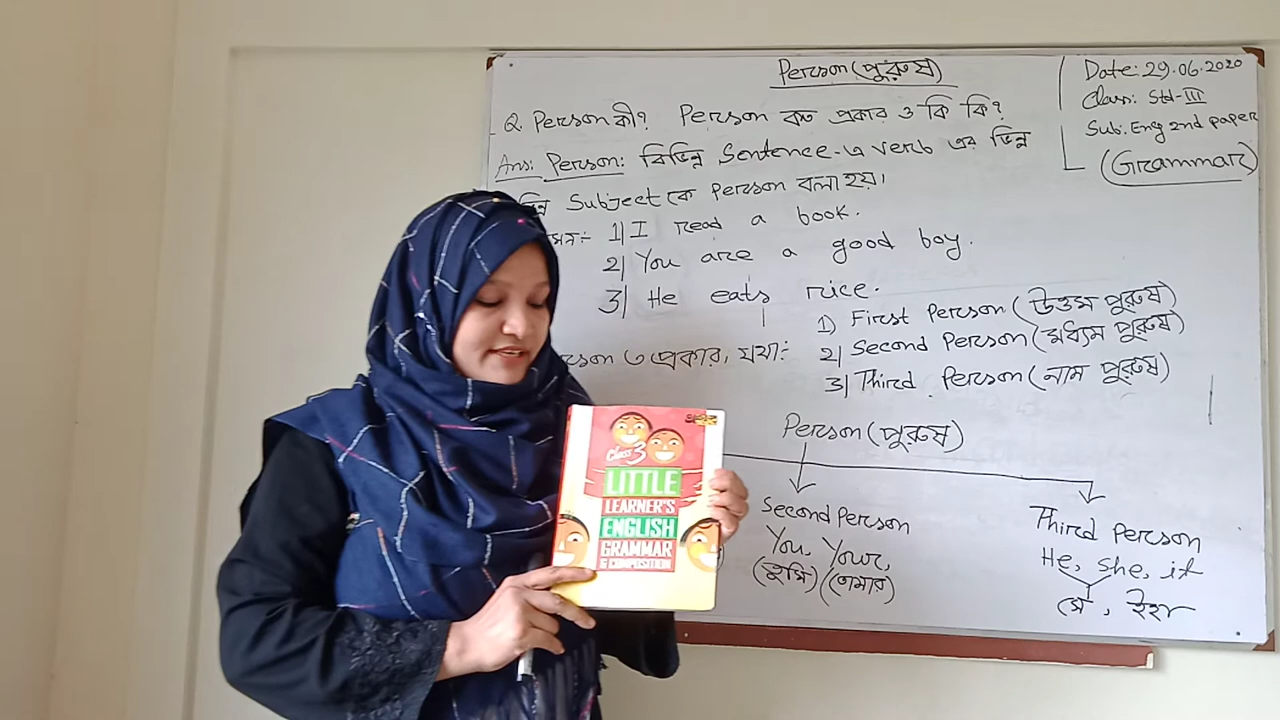 Person (পুরুষ)
Date: 29.06.2020
Class: Std-III
Sub: Eng 2nd paper
(Grammar)
Q. Person কী? Person কত প্রকার ও কি কি?
Ans: Person: বিভিন্ন Sentence-এ verb এর ভিন্ন
Subject কে person বলা হয়।
1) I read a book.
2) You are a good boy.
3) He eats rice.
৩ প্রকার, যথা:
1) First Person (উত্তম পুরুষ)
2) Second Person (মধ্যম পুরুষ)
3) Third Person (নাম পুরুষ)
Person (পুরুষ)
Second Person
You, Your,
(তুমি) (তোমার)
Third Person
He, she, it
(সে, ইহা
Class 3
LITTLE
LEARNER'S
ENGLISH
GRAMMAR
& COMPOSITION